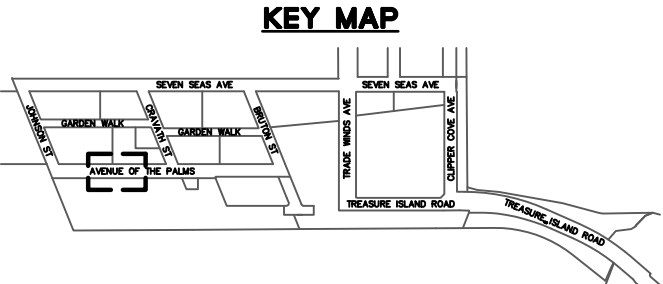 KEY MAP
SEVEN SEAS AVE
SEVEN SEAS AVE
JOHNSON ST
GARDEN WALK
CRAVATH ST
GARDEN WALK
BRUTON ST
TRADE WINDS AVE
CLIPPER COVE AVE
AVENUE OF THE PALMS
TREASURE ISLAND ROAD
TREASURE ISLAND ROAD